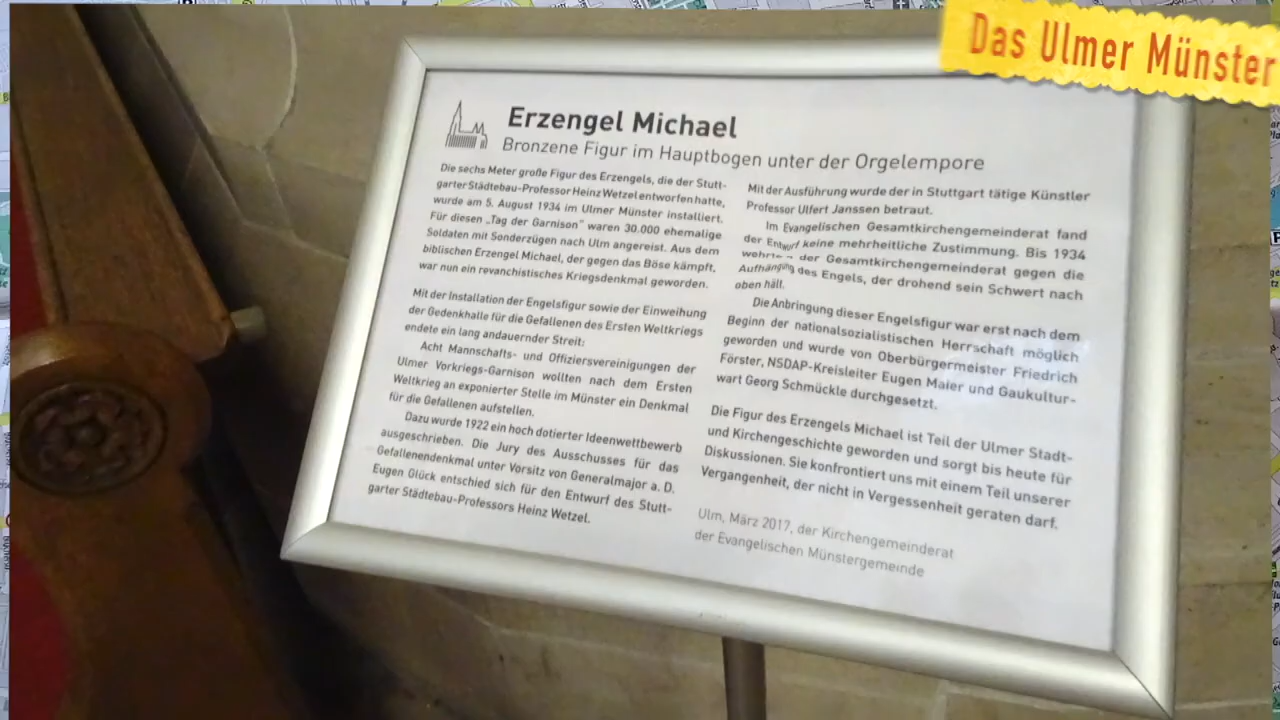 Das Ulmer Münster
Erzengel Michael
Bronzene Figur im Hauptbogen unter der Orgelempore
Die sechs Meter große Figur des Erzengels, die der Stutt-
garter Städtebau-Professor Heinz Wetzel entworfen hatte,
wurde am 5. August 1934 im Ulmer Münster installiert.
Für diesen „Tag der Garnison" waren 30.000 ehemalige
Soldaten mit Sonderzügen nach Ulm angereist. Aus dem
biblischen Erzengel Michael, der gegen das Böse kämpft,
war nun ein revanchistisches Kriegsdenkmal geworden.
Mit der Installation der Engelsfigur sowie der Einweihung
der Gedenkhalle für die Gefallenen des Ersten Weltkriegs
endete ein lang andauernder Streit:
Acht Mannschafts- und Offiziersvereinigungen der
Ulmer Vorkriegs-Garnison wollten nach dem Ersten
Weltkrieg an exponierter Stelle im Münster ein Denkmal
für die Gefallenen aufstellen.
Dazu wurde 1922 ein hoch dotierter Ideenwettbewerb
ausgeschrieben. Die Jury des Ausschusses für das
Gefallenendenkmal unter Vorsitz von Generalmajor a. D.
Eugen Glück entschied sich für den Entwurf des Stutt-
garter Städtebau-Professors Heinz Wetzel.
Mit der Ausführung wurde der in Stuttgart tätige Künstler
Professor Ulfert Janssen betraut.
Im Evangelischen Gesamtkirchengemeinderat fand
der Entwurf keine mehrheitliche Zustimmung. Bis 1934
wehrte der Gesamtkirchengemeinderat gegen die
Aufhängung des Engels, der drohend sein Schwert nach
oben hält.
Die Anbringung dieser Engelsfigur war erst nach dem
Beginn der nationalsozialistischen Herrschaft möglich
geworden und wurde von Oberbürgermeister Friedrich
Förster, NSDAP-Kreisleiter Eugen Maier und Gaukultur-
wart Georg Schmückle durchgesetzt.
Die Figur des Erzengels Michael ist Teil der Ulmer Stadt-
und Kirchengeschichte geworden und sorgt bis heute für
Diskussionen. Sie konfrontiert uns mit einem Teil unserer
Vergangenheit, der nicht in Vergessenheit geraten darf.
Ulm, März 2017, der Kirchengemeinderat
der Evangelischen Münstergemeinde